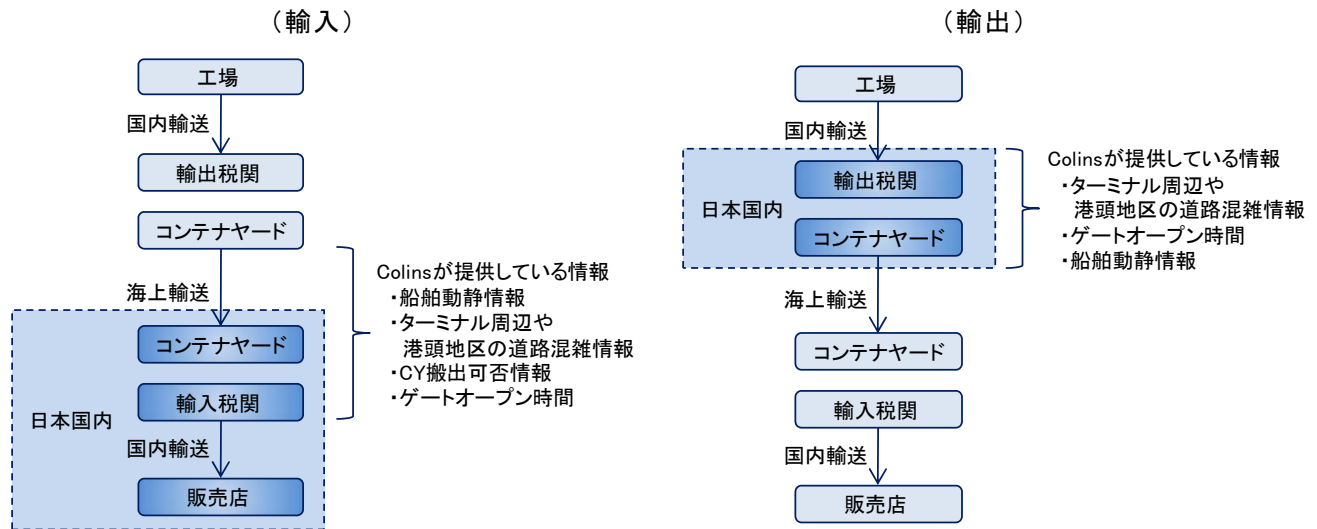 （輸入）
工場
国内輸送
輸出税関
コンテナヤード
海上輸送
コンテナヤード
日本国内
輸入税関
国内輸送
販売店
Colinsが提供している情報
・船舶動静情報
・ターミナル周辺や
港頭地区の道路混雑情報
・CY搬出可否情報
・ゲートオープン時間
（輸出）
工場
国内輸送
輸出税関
日本国内
コンテナヤード
海上輸送
コンテナヤード
輸入税関
国内輸送
販売店
Colinsが提供している情報
・ターミナル周辺や
港頭地区の道路混雑情報
・ゲートオープン時間
・船舶動静情報